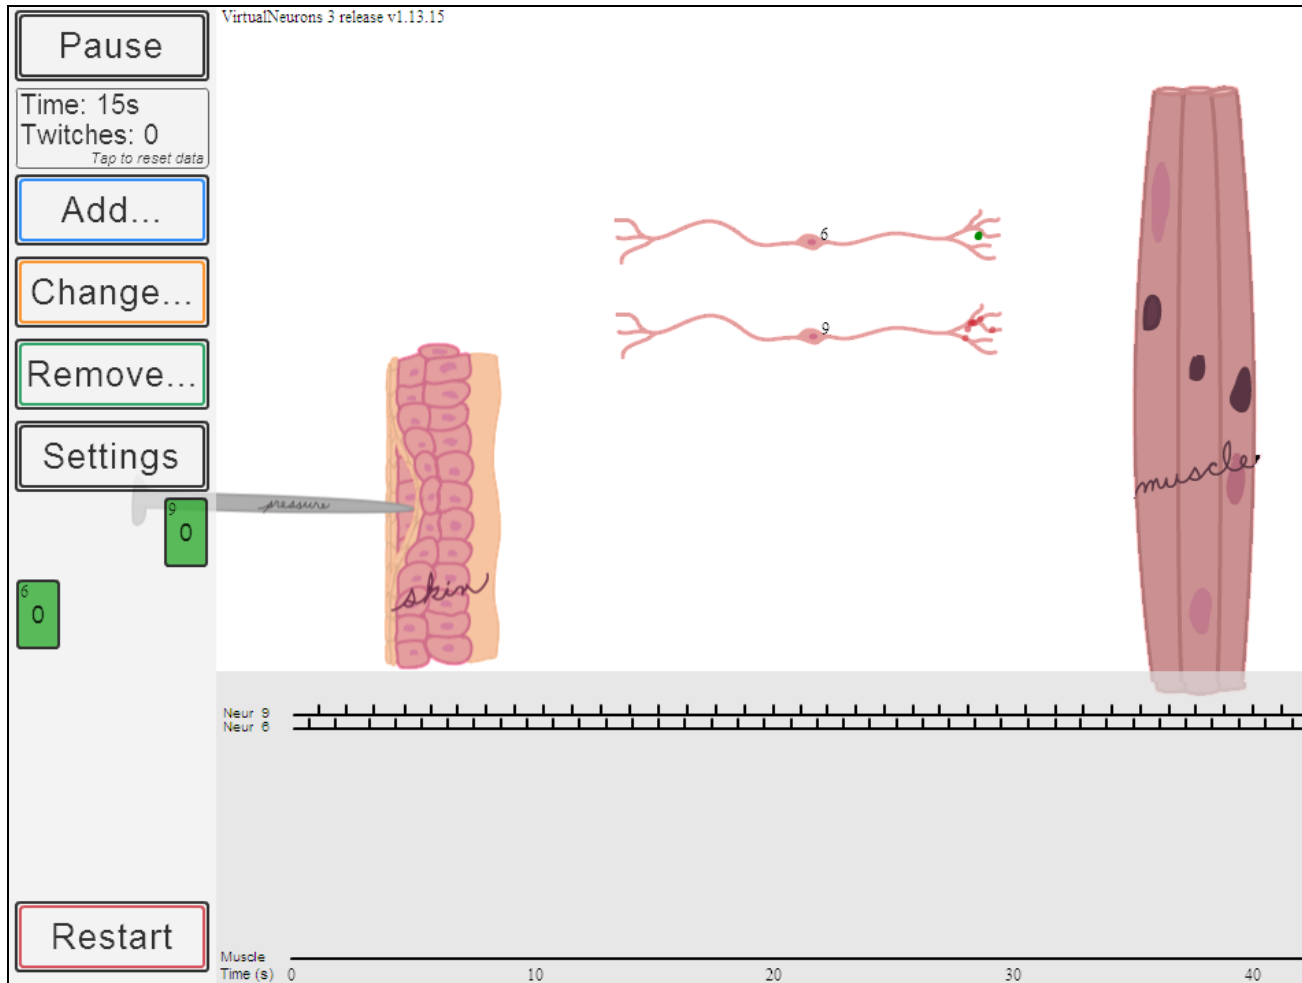 VirtualNeurons 3 release v1.13.15
Pause
Time: 15s
Twitches: 0
Tap to reset data
Add...
Change...
Remove...
Settings
6
9
pressure
skin
muscle
9
0
6
0
Neur 9
Neur 6
Restart
Muscle
Time (s) 0 10 20 30 40